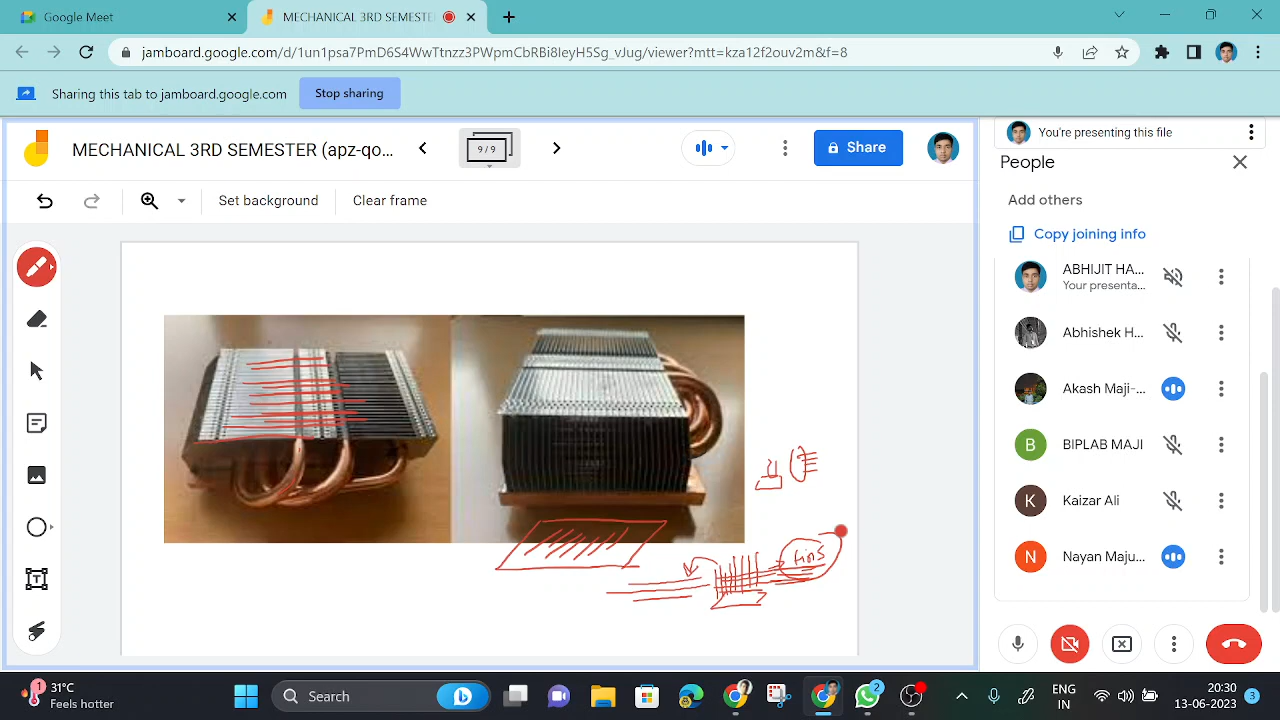 Google Meet
MECHANICAL 3RD SEMESTE
jamboard.google.com/d/1un1psa7PmD6S4WwTtnzz3PWpmCbRBi8leyH5Sg_vJug/viewer?mtt=kza12f2ouv2m&f=8
Sharing this tab to jamboard.google.com
Stop sharing
MECHANICAL 3RD SEMESTER (apz-qo...
9/9
Share
You're presenting this file
People
Set background
Clear frame
Add others
Copy joining info
ABHIJIT HA...
Your presenta...
Abhishek H...
Akash Maji-...
B BIPLAB MAJI
K Kaizar Ali
N Nayan Maju...
fins
31°C
Feels hotter
Search
2
ENG
IN
20:30
13-06-2023
3